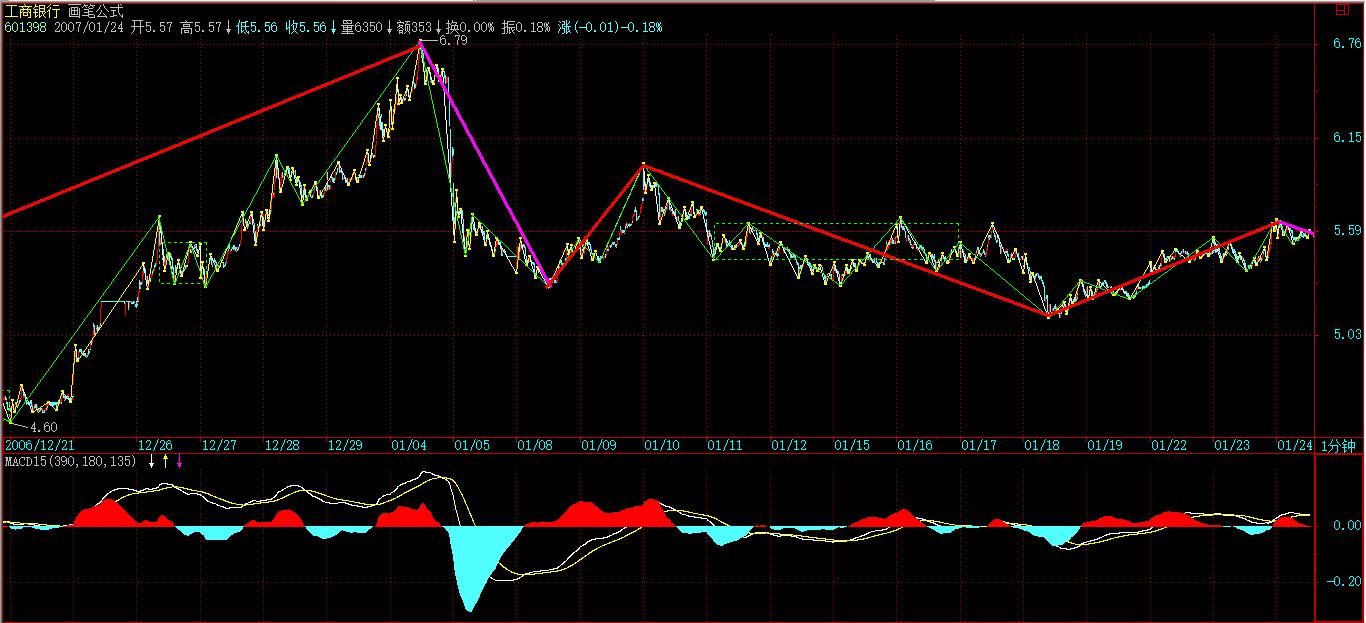 工商银行 画笔公式
601398 2007/01/24 开5.57 高5.57↓低5.56 收5.56↓量6350↓额353↓换0.00% 振0.18% 涨(-0.01)-0.18%
6.79
6.76
6.15
5.59
5.03
4.60
2006/12/21 12/26 12/27 12/28 12/29 01/04 01/05 01/08 01/09 01/10 01/11 01/12 01/15 01/16 01/17 01/18 01/19 01/22 01/23 01/24 1分钟
MACD15(390,180,135) ↓ ↑ ↓
0.00
-0.20